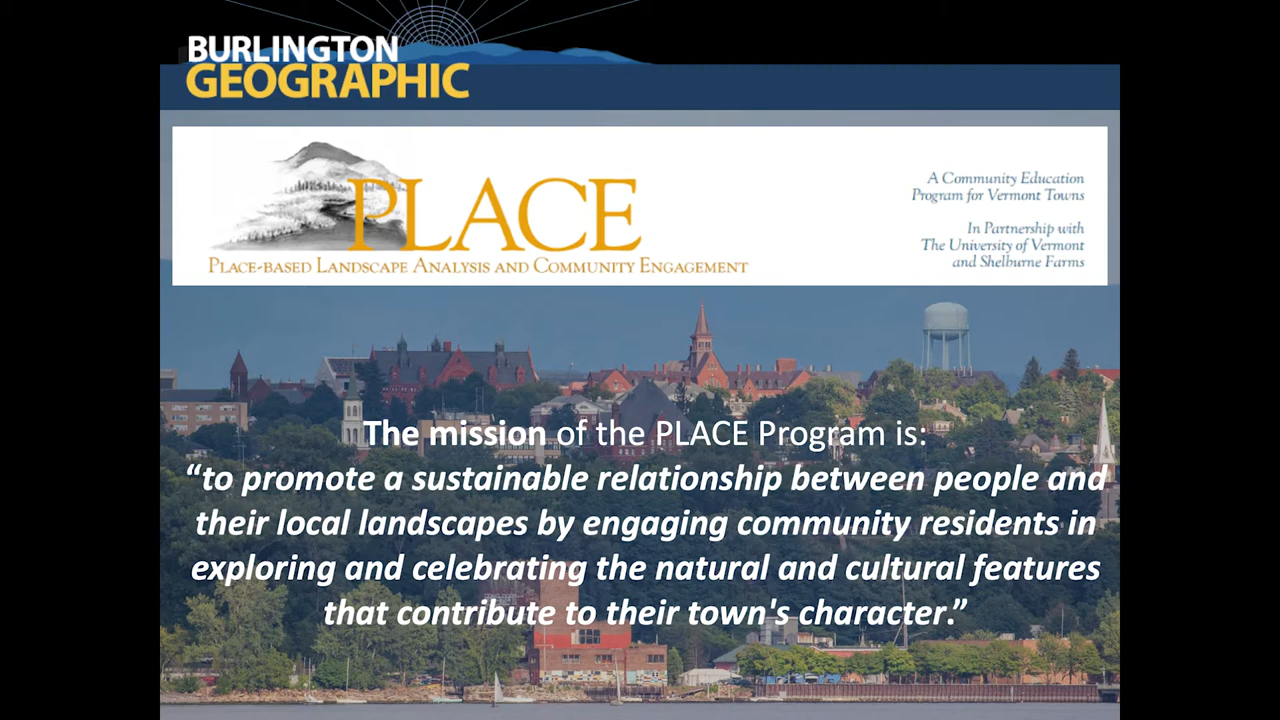 BURLINGTON
GEOGRAPHIC
PLACE
PLACE-BASED LANDSCAPE ANALYSIS AND COMMUNITY ENGAGEMENT
A Community Education
Program for Vermont Towns
In Partnership with
The University of Vermont
and Shelburne Farms
The mission of the PLACE Program is:
“to promote a sustainable relationship between people and
their local landscapes by engaging community residents in
exploring and celebrating the natural and cultural features
that contribute to their town's character.”